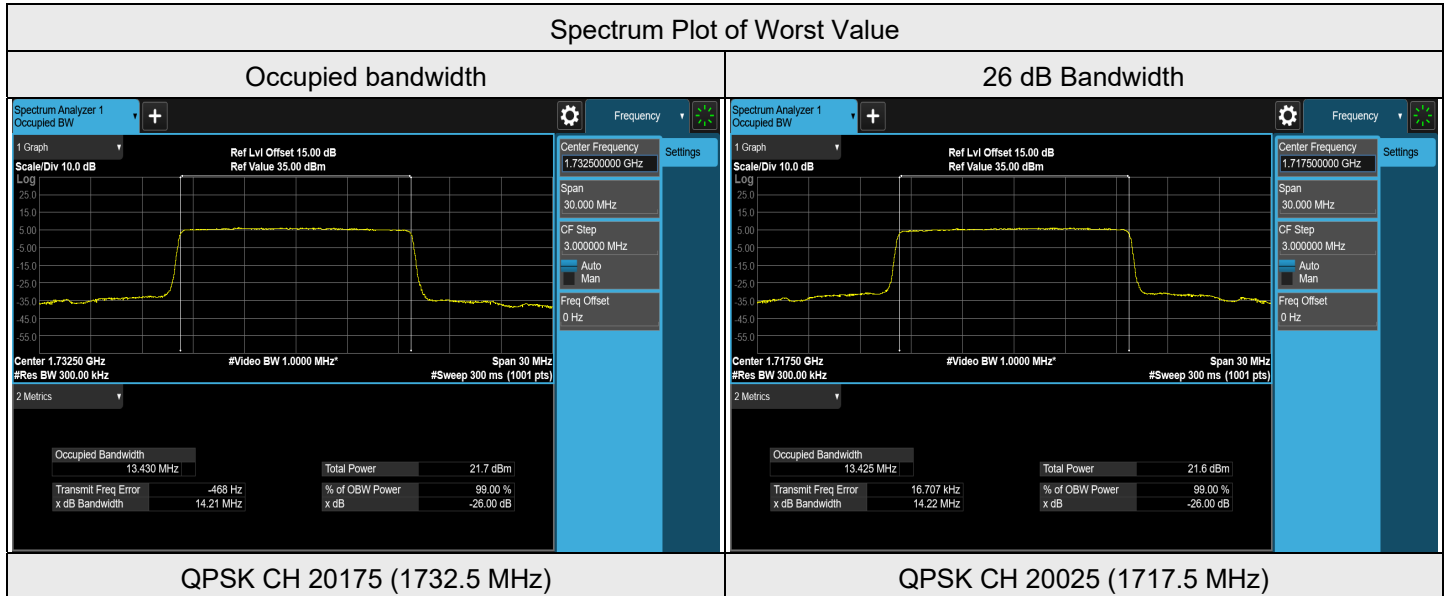 Spectrum Plot of Worst Value
Occupied bandwidth
26 dB Bandwidth
Spectrum Analyzer 1
Occupied BW
+
Frequency
1 Graph
Scale/Div 10.0 dB
Ref Lvl Offset 15.00 dB
Ref Value 35.00 dBm
Log
25.0
15.0
5.00
-5.00
-15.0
-25.0
-35.0
-45.0
-55.0
Center 1.73250 GHz
#Video BW 1.0000 MHz*
Span 30 MHz
#Res BW 300.00 kHz
#Sweep 300 ms (1001 pts)
Center Frequency
1.732500000 GHz
Settings
Span
30.000 MHz
CF Step
3.000000 MHz
Auto
Man
Freq Offset
0 Hz
2 Metrics
Occupied Bandwidth
13.430 MHz
Total Power 21.7 dBm
Transmit Freq Error -468 Hz
% of OBW Power 99.00 %
x dB Bandwidth 14.21 MHz
x dB -26.00 dB
Spectrum Analyzer 1
Occupied BW
+
Frequency
1 Graph
Scale/Div 10.0 dB
Ref Lvl Offset 15.00 dB
Ref Value 35.00 dBm
Log
25.0
15.0
5.00
-5.00
-15.0
-25.0
-35.0
-45.0
-55.0
Center 1.71750 GHz
#Video BW 1.0000 MHz*
Span 30 MHz
#Res BW 300.00 kHz
#Sweep 300 ms (1001 pts)
Center Frequency
1.717500000 GHz
Settings
Span
30.000 MHz
CF Step
3.000000 MHz
Auto
Man
Freq Offset
0 Hz
2 Metrics
Occupied Bandwidth
13.425 MHz
Total Power 21.6 dBm
Transmit Freq Error 16.707 kHz
% of OBW Power 99.00 %
x dB Bandwidth 14.22 MHz
x dB -26.00 dB
QPSK CH 20175 (1732.5 MHz)
QPSK CH 20025 (1717.5 MHz)